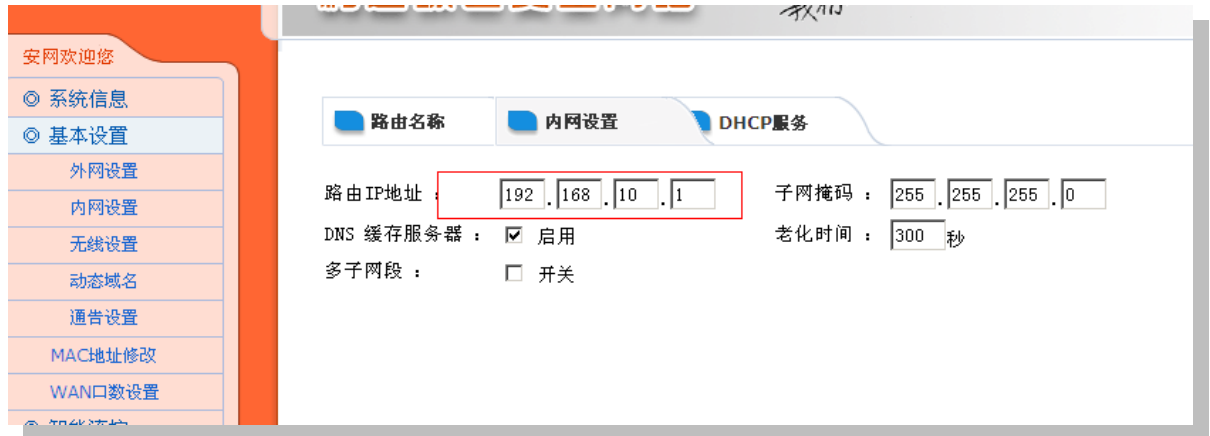 安网欢迎您
◎ 系统信息
◎ 基本设置
外网设置
内网设置
无线设置
动态域名
通告设置
MAC地址修改
WAN口数设置
路由名称 内网设置 DHCP服务
路由IP地址 : 192 . 168 . 10 . 1 子网掩码 : 255 . 255 . 255 . 0
DNS 缓存服务器 : 启用 老化时间 : 300 秒
多子网段 : 开关